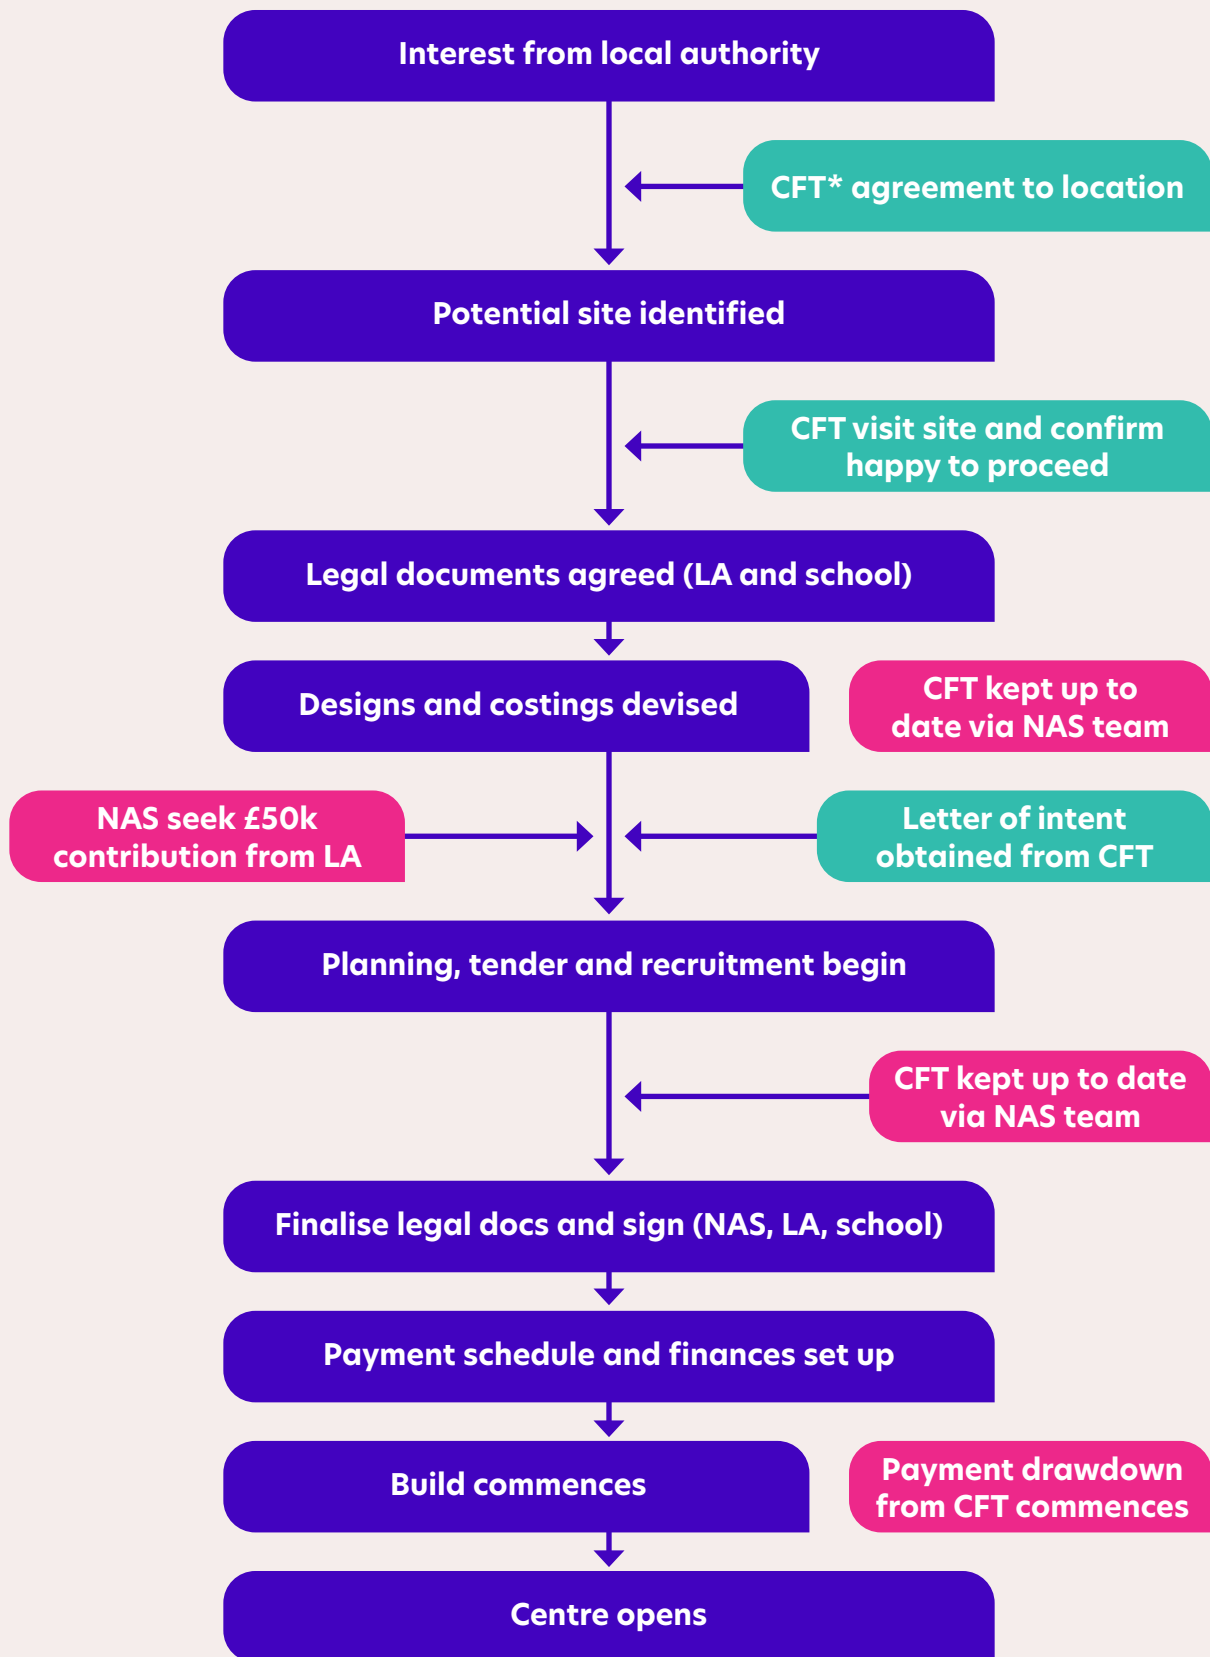 Interest from local authority
CFT* agreement to location
Potential site identified
CFT visit site and confirm
happy to proceed
Legal documents agreed (LA and school)
Designs and costings devised
CFT kept up to
date via NAS team
NAS seek £50k
contribution from LA
Letter of intent
obtained from CFT
Planning, tender and recruitment begin
CFT kept up to date
via NAS team
Finalise legal docs and sign (NAS, LA, school)
Payment schedule and finances set up
Build commences
Payment drawdown
from CFT commences
Centre opens